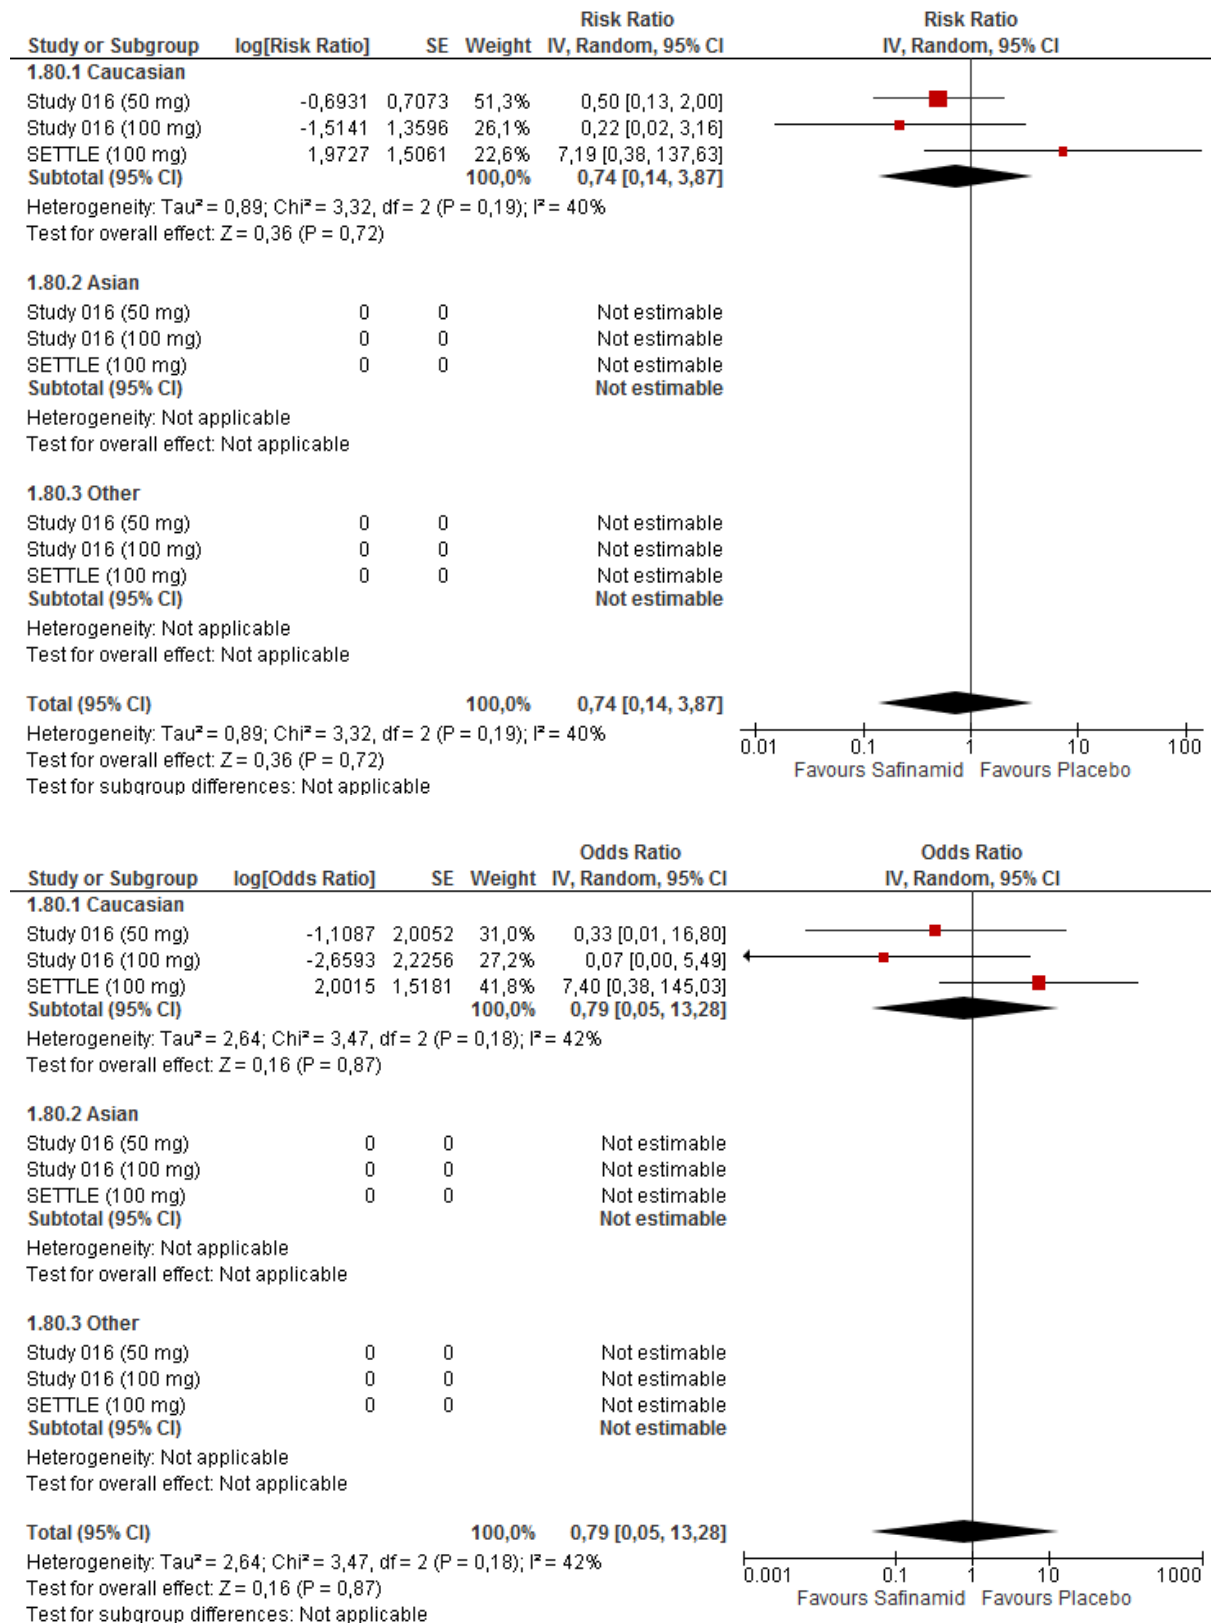 Risk Ratio Risk Ratio
Study or Subgroup log[Risk Ratio] SE Weight IV, Random, 95% CI IV, Random, 95% CI
1.80.1 Caucasian
Study 016 (50 mg) -0,6931 0,7073 51,3% 0,50 [0,13, 2,00]
Study 016 (100 mg) -1,5141 1,3596 26,1% 0,22 [0,02, 3,16]
SETTLE (100 mg) 1,9727 1,5061 22,6% 7,19 [0,38, 137,63]
Subtotal (95% CI) 100,0% 0,74 [0,14, 3,87]
Heterogeneity: Tau² = 0,89; Chi² = 3,32, df = 2 (P = 0,19); I² = 40%
Test for overall effect: Z = 0,36 (P = 0,72)
1.80.2 Asian
Study 016 (50 mg) 0 0 Not estimable
Study 016 (100 mg) 0 0 Not estimable
SETTLE (100 mg) 0 0 Not estimable
Subtotal (95% CI) Not estimable
Heterogeneity: Not applicable
Test for overall effect: Not applicable
1.80.3 Other
Study 016 (50 mg) 0 0 Not estimable
Study 016 (100 mg) 0 0 Not estimable
SETTLE (100 mg) 0 0 Not estimable
Subtotal (95% CI) Not estimable
Heterogeneity: Not applicable
Test for overall effect: Not applicable
Total (95% CI) 100,0% 0,74 [0,14, 3,87]
Heterogeneity: Tau² = 0,89; Chi² = 3,32, df = 2 (P = 0,19); I² = 40%
Test for overall effect: Z = 0,36 (P = 0,72)
Test for subgroup differences: Not applicable
0.01 0.1 1 10 100
Favours Safinamid Favours Placebo
Odds Ratio Odds Ratio
Study or Subgroup log[Odds Ratio] SE Weight IV, Random, 95% CI IV, Random, 95% CI
1.80.1 Caucasian
Study 016 (50 mg) -1,1087 2,0052 31,0% 0,33 [0,01, 16,80]
Study 016 (100 mg) -2,6593 2,2256 27,2% 0,07 [0,00, 5,49]
SETTLE (100 mg) 2,0015 1,5181 41,8% 7,40 [0,38, 145,03]
Subtotal (95% CI) 100,0% 0,79 [0,05, 13,28]
Heterogeneity: Tau² = 2,64; Chi² = 3,47, df = 2 (P = 0,18); I² = 42%
Test for overall effect: Z = 0,16 (P = 0,87)
1.80.2 Asian
Study 016 (50 mg) 0 0 Not estimable
Study 016 (100 mg) 0 0 Not estimable
SETTLE (100 mg) 0 0 Not estimable
Subtotal (95% CI) Not estimable
Heterogeneity: Not applicable
Test for overall effect: Not applicable
1.80.3 Other
Study 016 (50 mg) 0 0 Not estimable
Study 016 (100 mg) 0 0 Not estimable
SETTLE (100 mg) 0 0 Not estimable
Subtotal (95% CI) Not estimable
Heterogeneity: Not applicable
Test for overall effect: Not applicable
Total (95% CI) 100,0% 0,79 [0,05, 13,28]
Heterogeneity: Tau² = 2,64; Chi² = 3,47, df = 2 (P = 0,18); I² = 42%
Test for overall effect: Z = 0,16 (P = 0,87)
Test for subgroup differences: Not applicable
0.001 0.1 1 10 1000
Favours Safinamid Favours Placebo